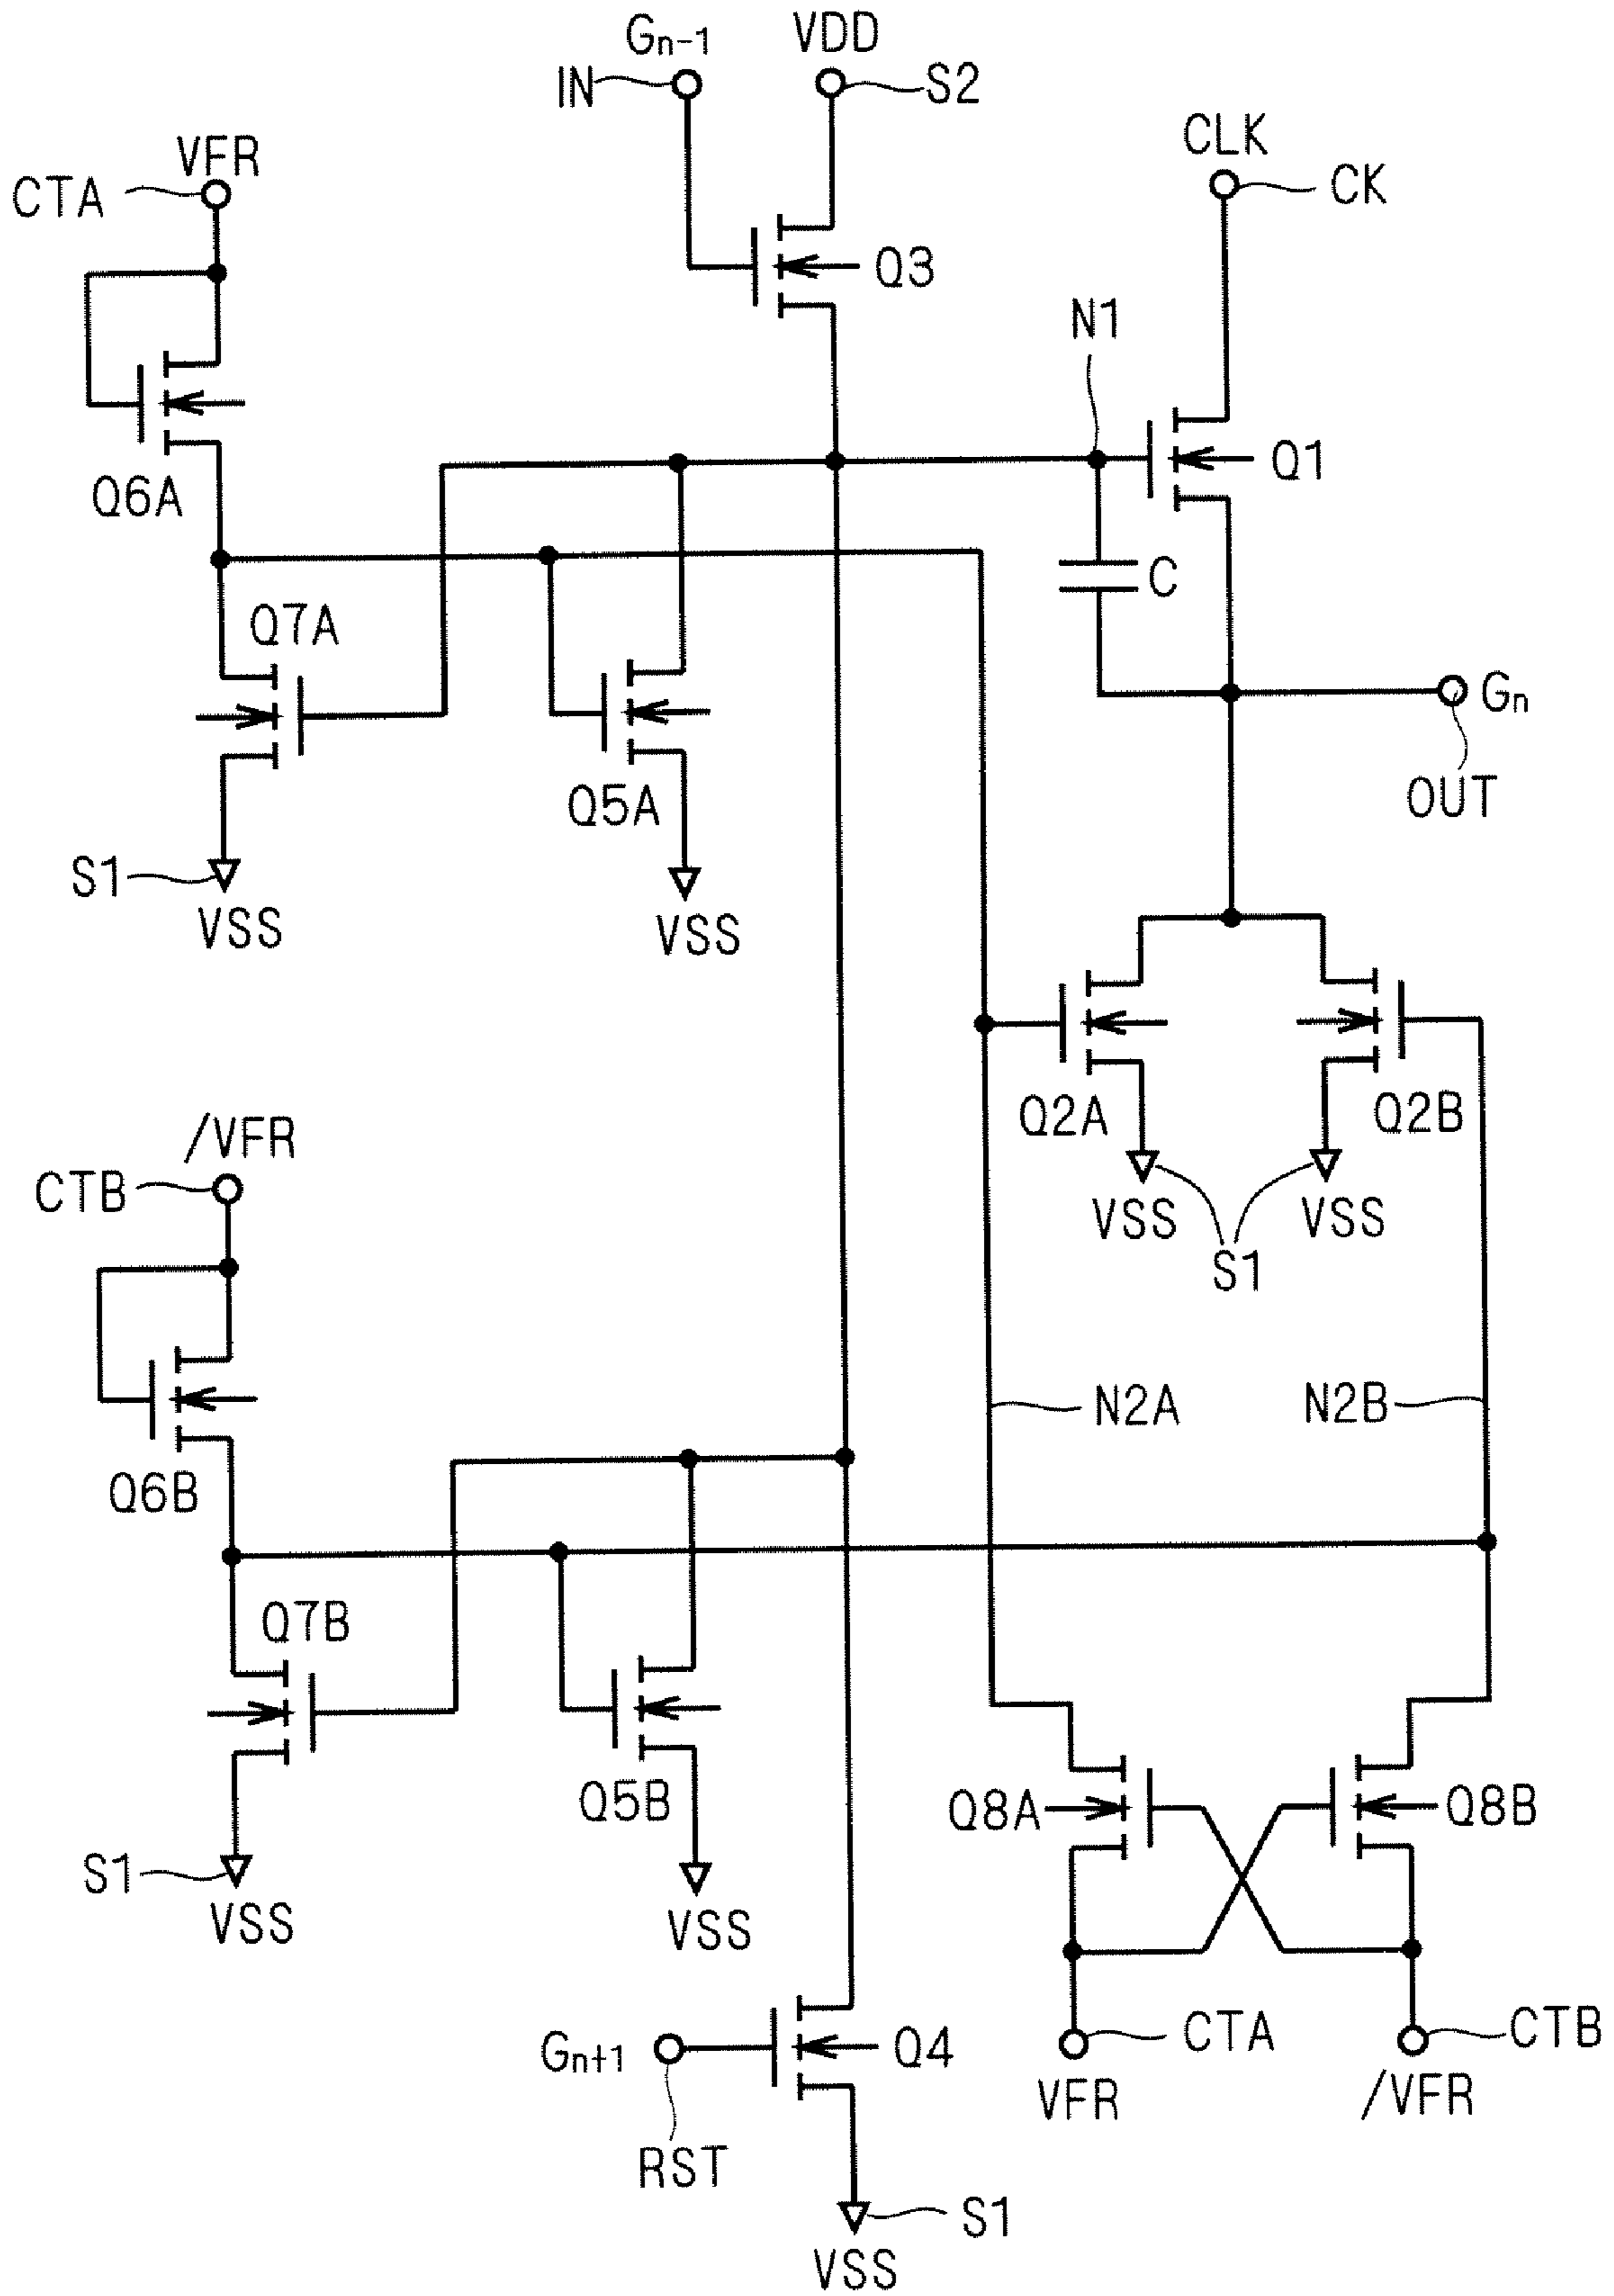 Gn-1
VDD
IN
S2
CLK
VFR
CTA
CK
Q3
N1
Q1
Q6A
C
Q7A
Gn
Q5A
OUT
S1
VSS
VSS
Q2A
Q2B
/VFR
CTB
VSS
VSS
S1
N2A
N2B
Q6B
Q7B
Q5B
Q8A
Q8B
S1
VSS
VSS
Gn+1
Q4
CTA
CTB
VFR
/VFR
RST
S1
VSS